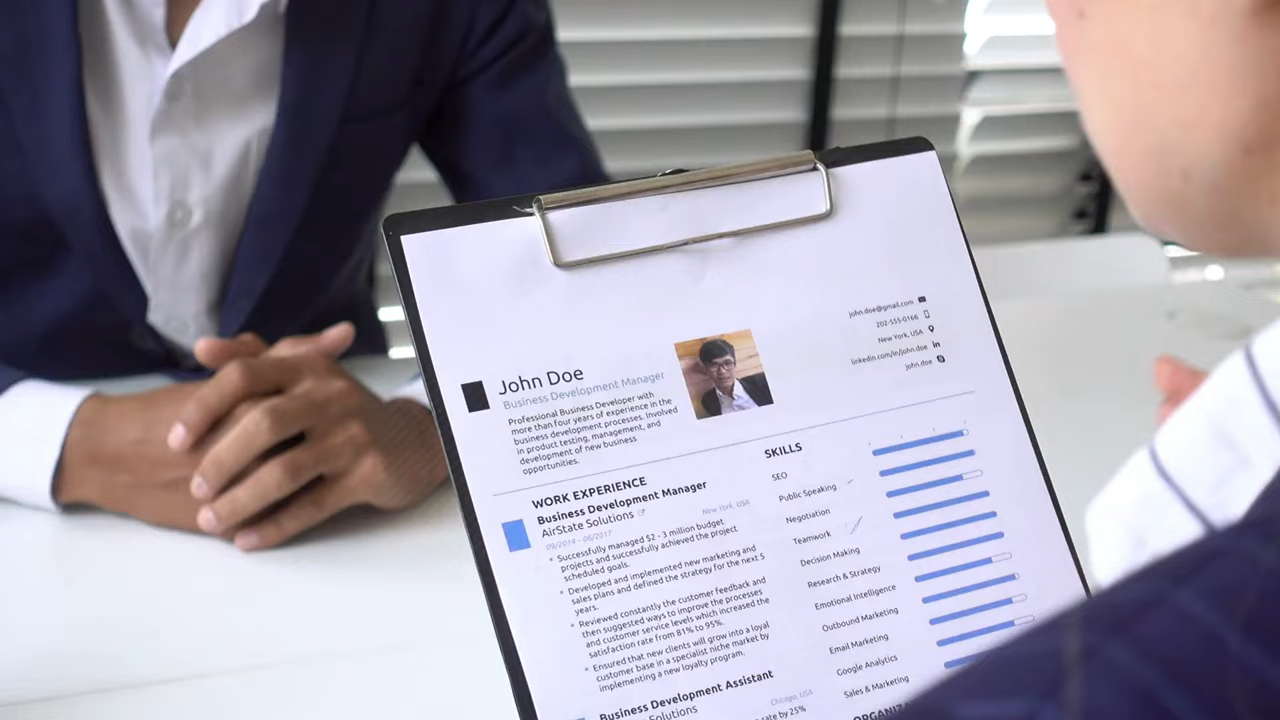 John Doe
Business Development Manager
Professional Business Developer with
more than four years of experience in the
business development processes. Involved
in product testing, management, and
development of new business
opportunities.
john.doe@gmail.com
202-555-0166
New York, USA
linkedin.com/in/john.doe
john.doe
WORK EXPERIENCE
Business Development Manager
AirState Solutions
New York, USA
09/2014 - 06/2017
Successfully managed $2 - 3 million budget
projects and successfully achieved the project
scheduled goals.
Developed and implemented new marketing and
sales plans and defined the strategy for the next 5
years.
Reviewed constantly the customer feedback and
then suggested ways to improve the processes
and customer service levels which increased the
satisfaction rate from 81% to 95%.
Ensured that new clients will grow into a loyal
customer base in a specialist niche market by
implementing a new loyalty program.
Business Development Assistant
Solutions
Chicago, USA
rate by 25%
SKILLS
SEO
Public Speaking
Negotiation
Teamwork
Decision Making
Research & Strategy
Emotional Intelligence
Outbound Marketing
Email Marketing
Google Analytics
Sales & Marketing